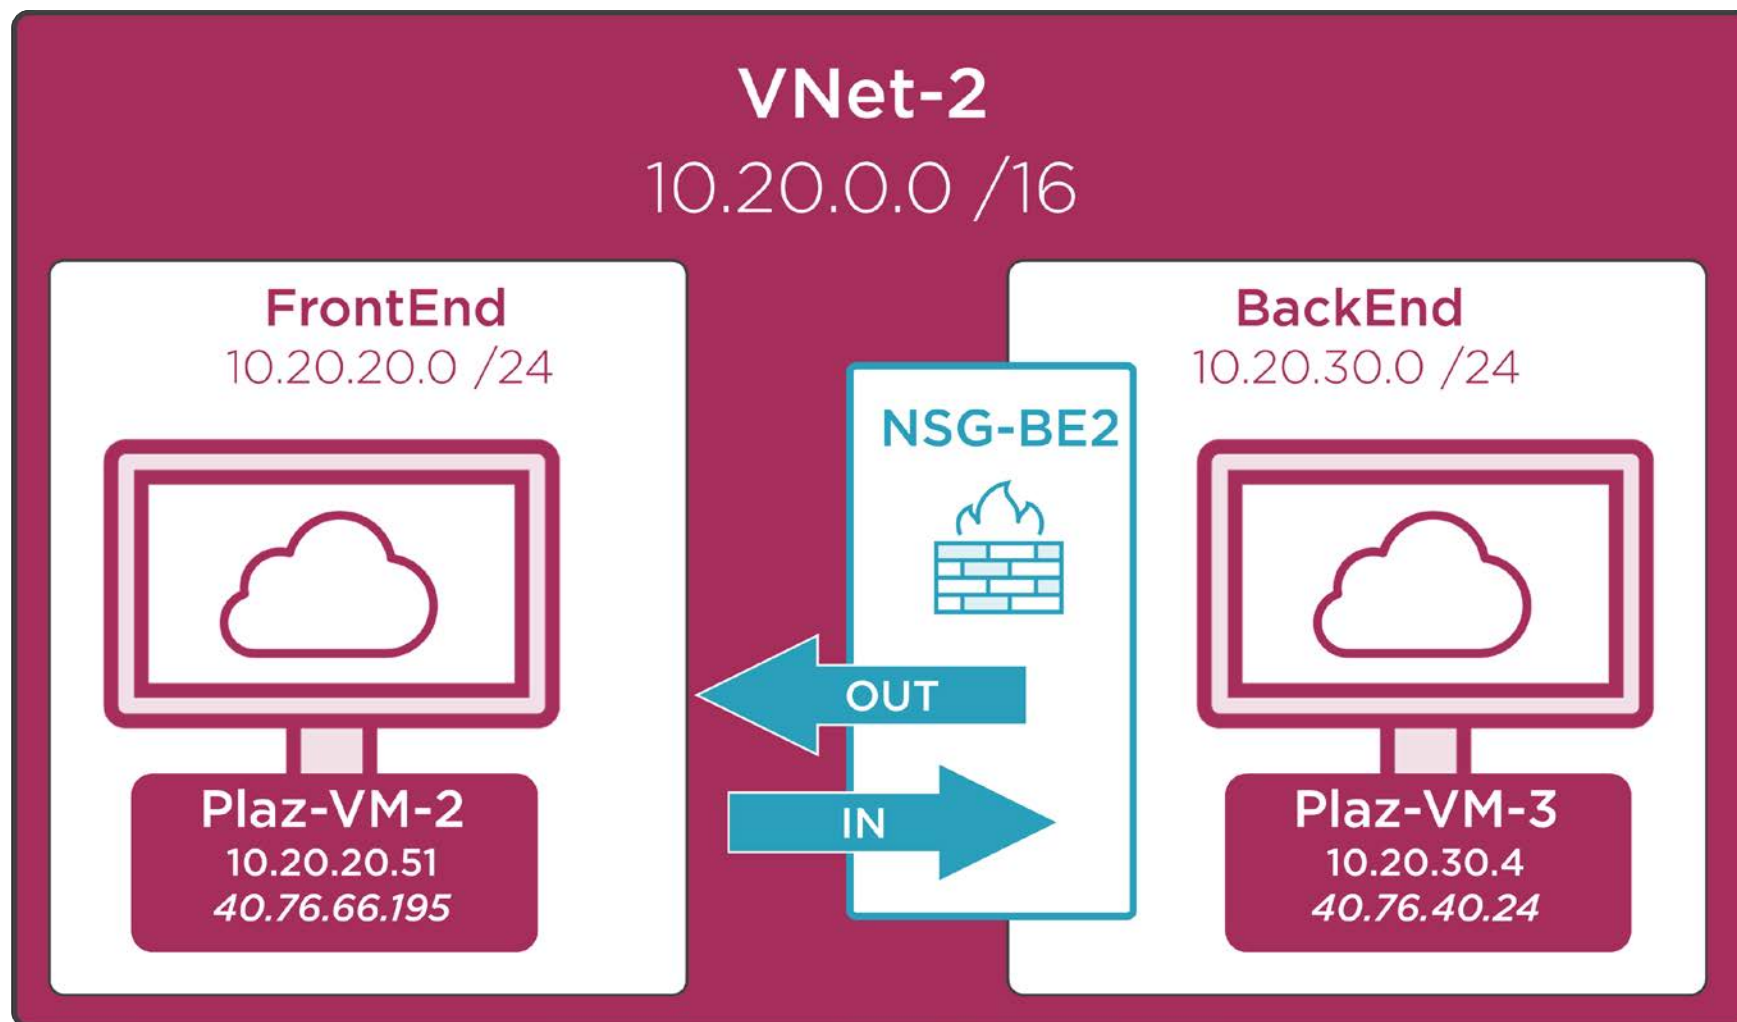 VNet-2
10.20.0.0 /16
FrontEnd
10.20.20.0 /24
Plaz-VM-2
10.20.20.51
40.76.66.195
NSG-BE2
OUT
IN
BackEnd
10.20.30.0 /24
Plaz-VM-3
10.20.30.4
40.76.40.24